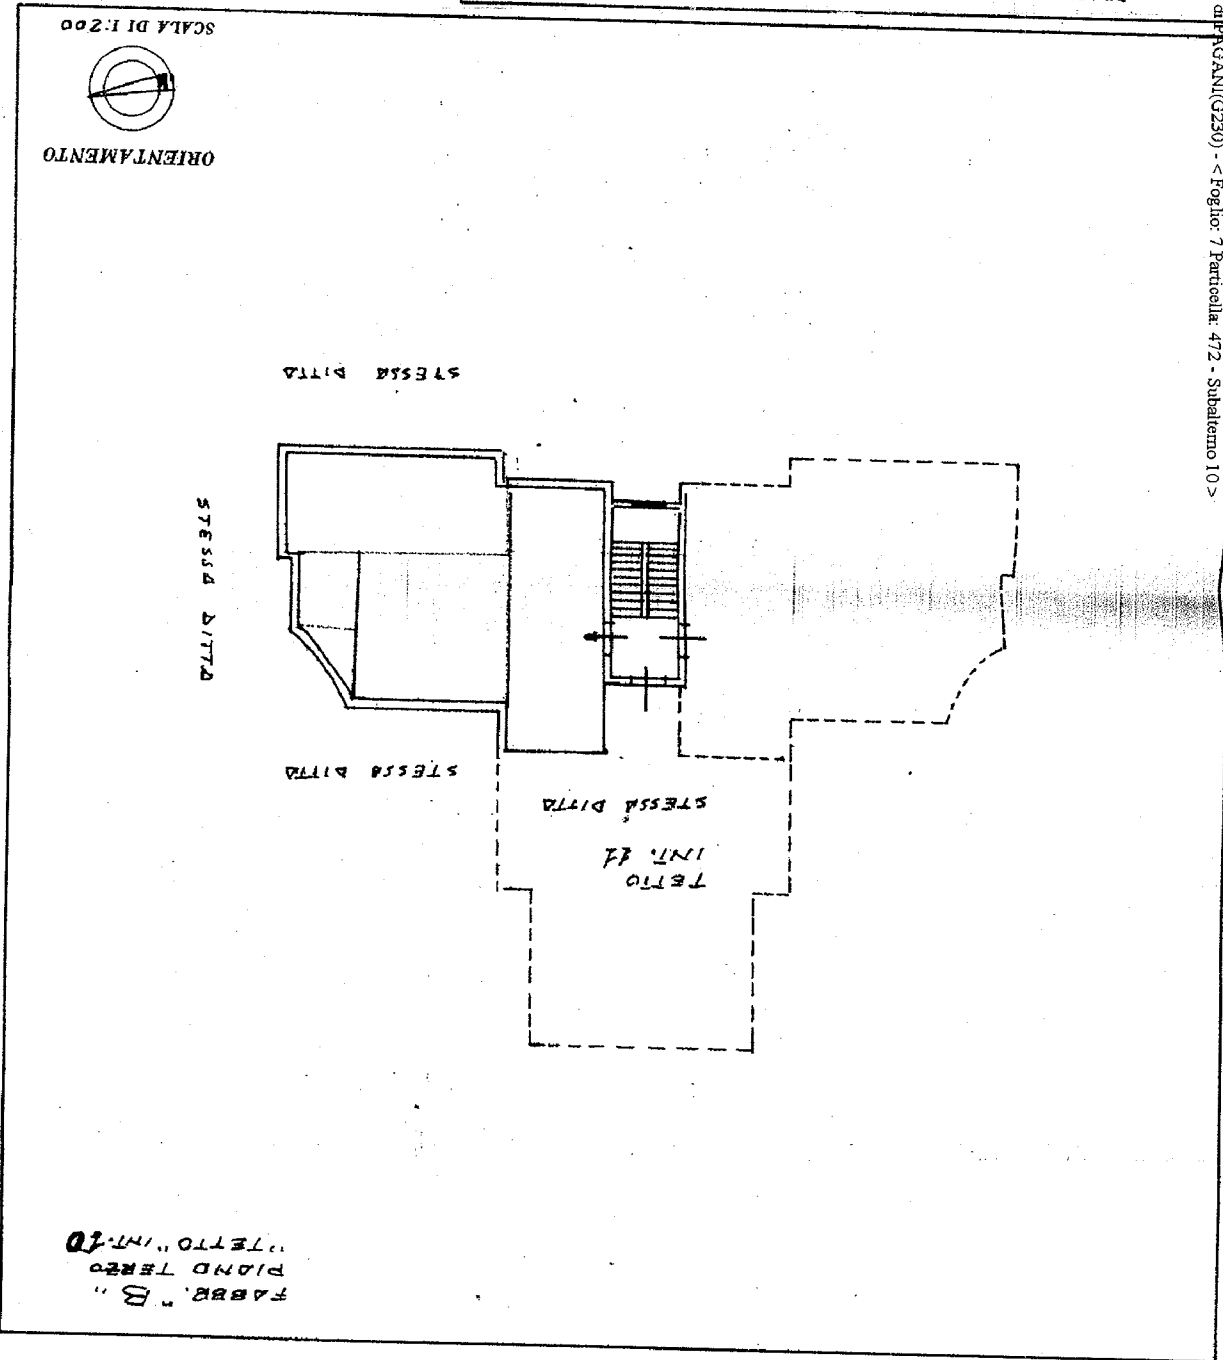 FABBR. "B"
PIANO TERZO
"TETTO" INT. 10
TETTO
INT. 11
STESSA DITTA
STESSA DITTA
STESSA DITTA
STESSA DITTA
ORIENTAMENTO
N
SCALA DI 1:200
di PAGANI(G230) - < Foglio: 7 Particella: 472 - Subalterno 10 >